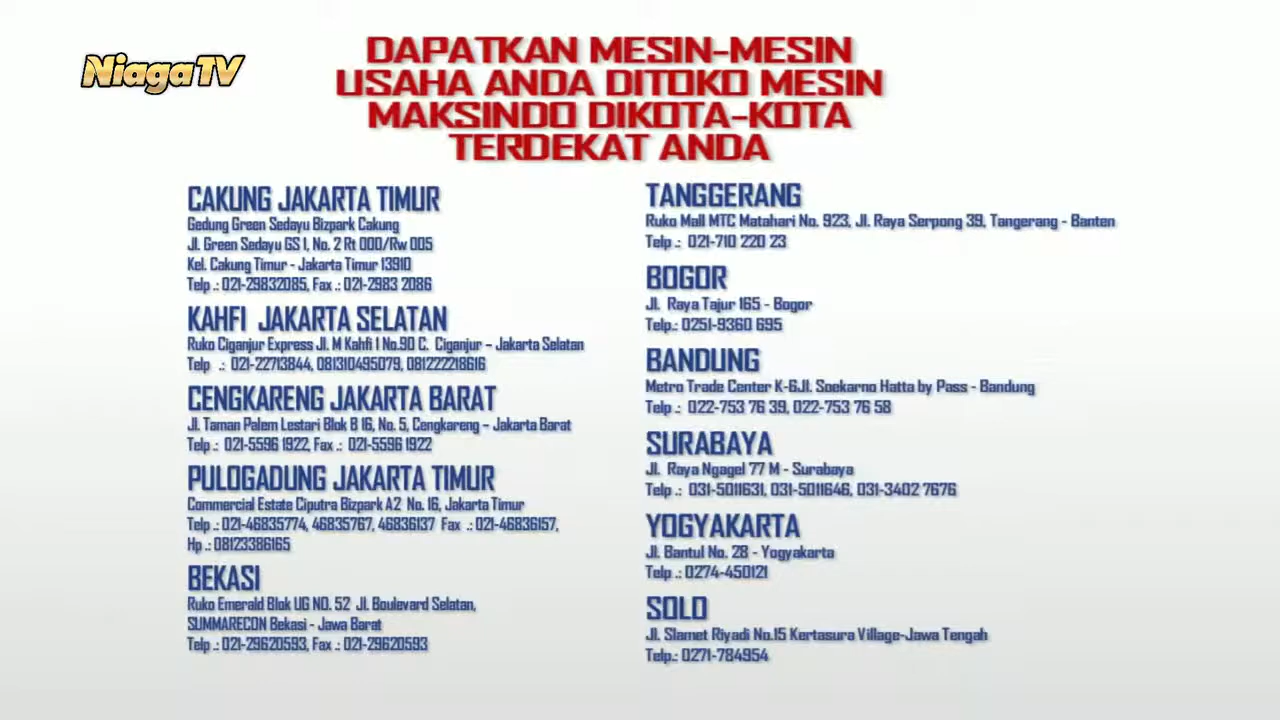 NiagaTV
DAPATKAN MESIN-MESIN
USAHA ANDA DITOKO MESIN
MAKSINDO DIKOTA-KOTA
TERDEKAT ANDA
CAKUNG JAKARTA TIMUR
Gedung Green Sedayu Bizpark Cakung
Jl. Green Sedayu GS 1, No. 2 Rt 000/Rw 005
Kel. Cakung Timur - Jakarta Timur 13910
Telp .: 021-29832085, Fax .: 021-2983 2086
KAHFI JAKARTA SELATAN
Ruko Ciganjur Express Jl. M Kahfi 1 No.90 C. Ciganjur – Jakarta Selatan
Telp .: 021-22713844, 081310495079, 081222218616
CENGKARENG JAKARTA BARAT
Jl. Taman Palem Lestari Blok B 16, No. 5, Cengkareng – Jakarta Barat
Telp .: 021-5596 1922, Fax .: 021-5596 1922
PULOGADUNG JAKARTA TIMUR
Commercial Estate Ciputra Bizpark A2 No. 16, Jakarta Timur
Telp .: 021-46835774, 46835767, 46836137 Fax .: 021-46836157,
Hp .: 08123386165
BEKASI
Ruko Emerald Blok UG NO. 52 Jl. Boulevard Selatan,
SUMMARECON Bekasi - Jawa Barat
Telp .: 021-29620593, Fax .: 021-29620593
TANGGERANG
Ruko Mall MTC Matahari No. 923, Jl. Raya Serpong 39, Tangerang - Banten
Telp .: 021-710 220 23
BOGOR
Jl. Raya Tajur 165 - Bogor
Telp.: 0251-9360 695
BANDUNG
Metro Trade Center K-6Jl. Soekarno Hatta by Pass - Bandung
Telp .: 022-753 76 39, 022-753 76 58
SURABAYA
Jl. Raya Ngagel 77 M - Surabaya
Telp .: 031-5011631, 031-5011646, 031-3402 7676
YOGYAKARTA
Jl. Bantul No. 28 - Yogyakarta
Telp .: 0274-450121
SOLO
Jl. Slamet Riyadi No.15 Kertasura Village-Jawa Tengah
Telp.: 0271-784954